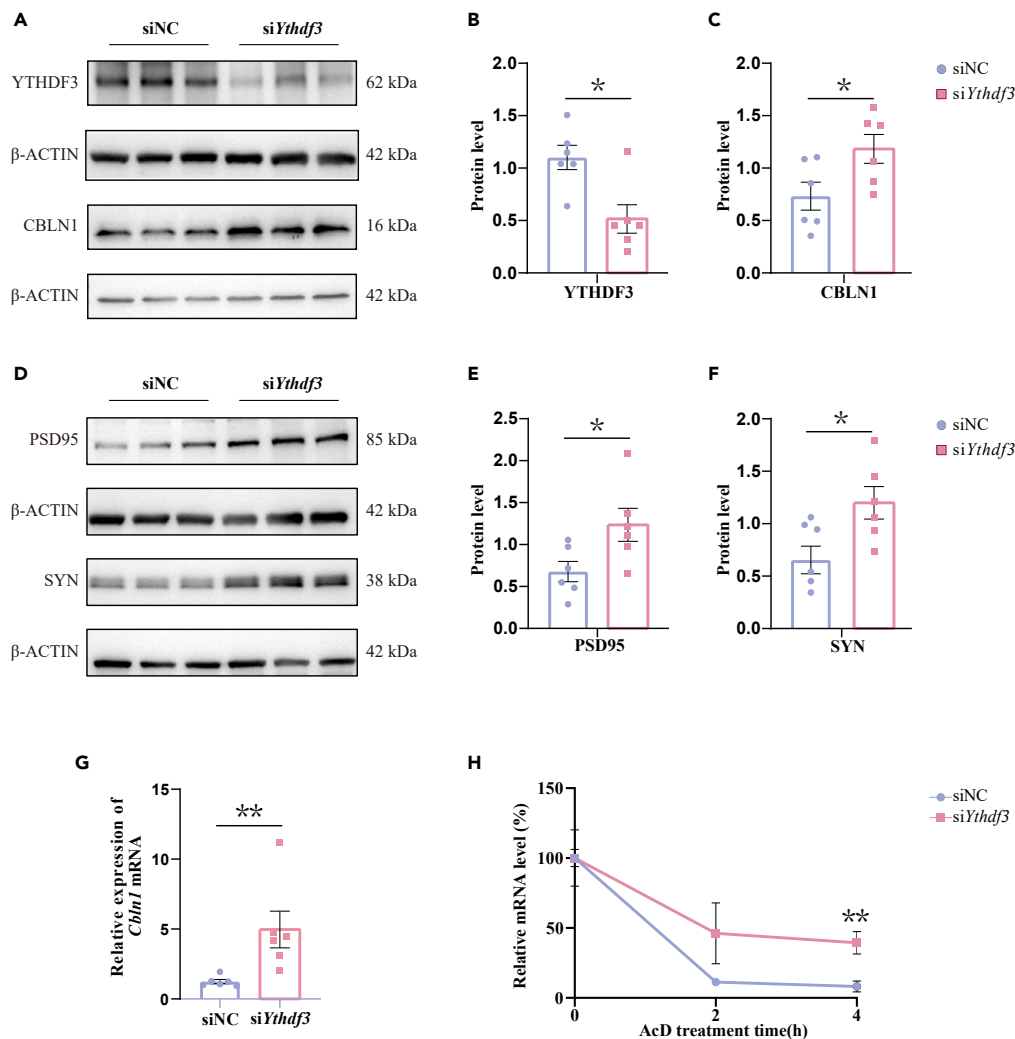 A
siNC
siYthdf3
YTHDF3
62 kDa
β-ACTIN
42 kDa
CBLN1
16 kDa
β-ACTIN
42 kDa
B
Protein level
2.0
1.5
1.0
0.5
0.0
*
YTHDF3
C
Protein level
2.0
1.5
1.0
0.5
0.0
*
CBLN1
siNC
siYthdf3
D
siNC
siYthdf3
PSD95
85 kDa
β-ACTIN
42 kDa
SYN
38 kDa
β-ACTIN
42 kDa
E
Protein level
2.5
2.0
1.5
1.0
0.5
0.0
*
PSD95
F
Protein level
2.0
1.5
1.0
0.5
0.0
*
SYN
siNC
siYthdf3
G
Relative expression of
Cbln1 mRNA
15
10
5
0
**
siNC
siYthdf3
H
Relative mRNA level (%)
150
100
50
0
**
0
2
4
AcD treatment time(h)
siNC
siYthdf3